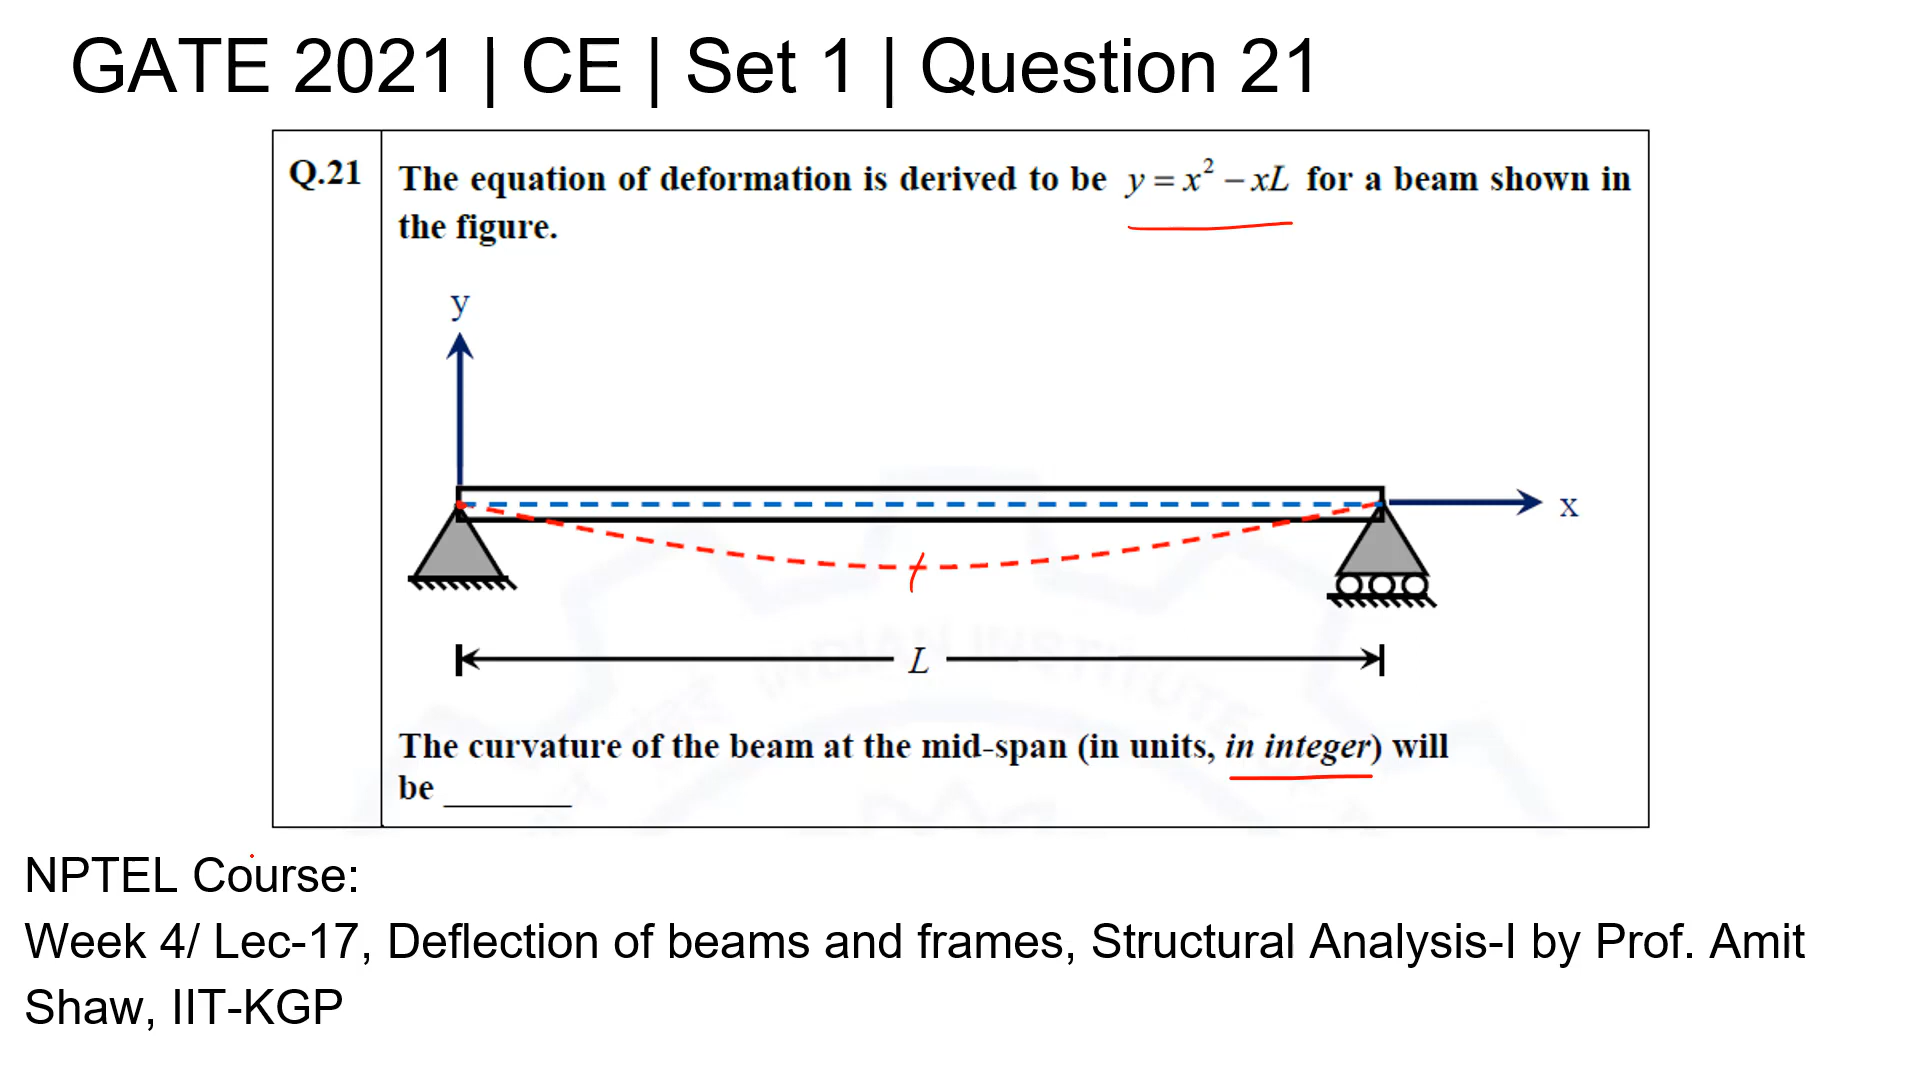 GATE 2021 | CE | Set 1 | Question 21
Q.21
The equation of deformation is derived to be y = x² − xL for a beam shown in
the figure.
y
x
L
INDIAN INSTITUTE
The curvature of the beam at the mid-span (in units, in integer) will
be ________
NPTEL Course:
Week 4/ Lec-17, Deflection of beams and frames, Structural Analysis-I by Prof. Amit
Shaw, IIT-KGP